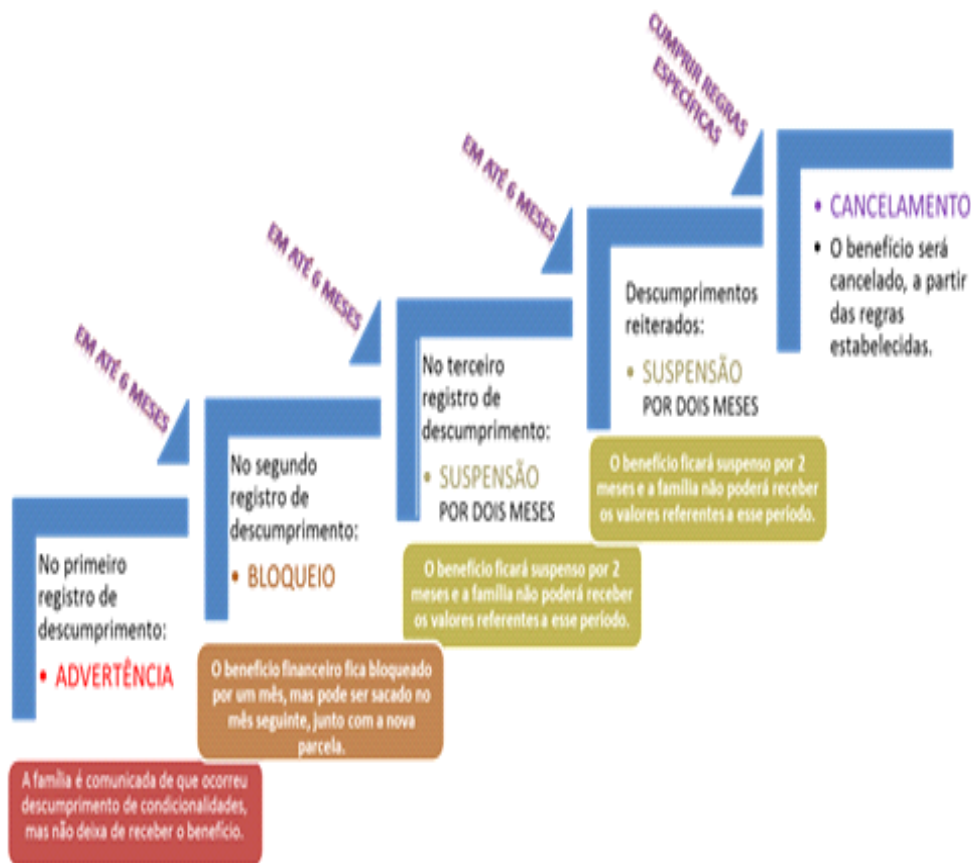 No primeiro
registro de
descumprimento:
• ADVERTÊNCIA
A família é comunicada de que ocorreu
descumprimento de condicionalidades,
mas não deixa de receber o benefício.
EM ATÉ 6 MESES
No segundo
registro de
descumprimento:
• BLOQUEIO
O benefício financeiro fica bloqueado
por um mês, mas pode ser sacado no
mês seguinte, junto com a nova
parcela.
EM ATÉ 6 MESES
No terceiro
registro de
descumprimento:
• SUSPENSÃO
POR DOIS MESES
O benefício ficará suspenso por 2
meses e a família não poderá receber
os valores referentes a esse período.
EM ATÉ 6 MESES
Descumprimentos
reiterados:
• SUSPENSÃO
POR DOIS MESES
O benefício ficará suspenso por 2
meses e a família não poderá receber
os valores referentes a esse período.
CUMPRIR REGRAS
ESPECÍFICAS
• CANCELAMENTO
• O benefício será
cancelado, a partir
das regras
estabelecidas.